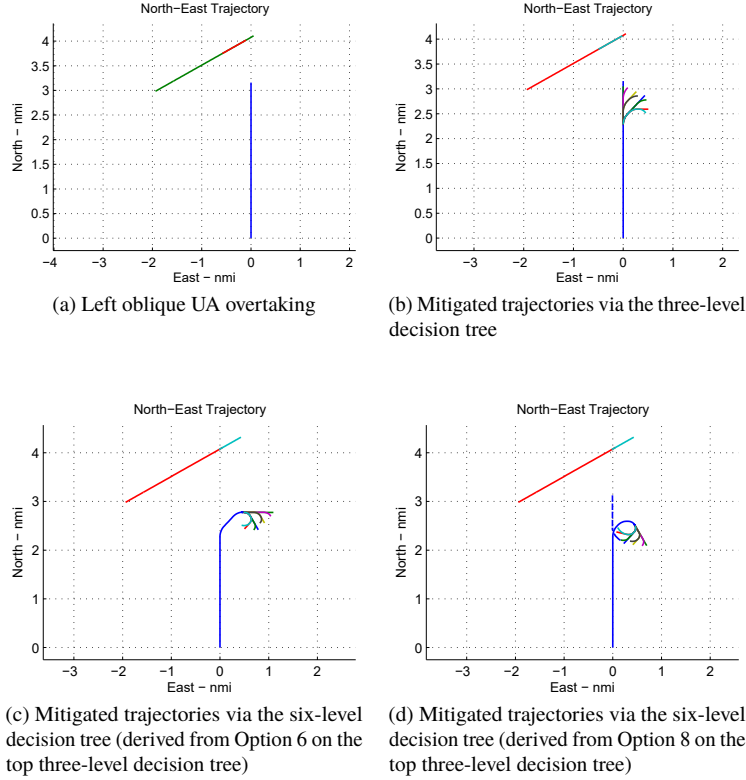 North−East Trajectory
4
3.5
3
2.5
2
1.5
1
0.5
0
North − nmi
−4 −3 −2 −1 0 1 2
East − nmi
(a) Left oblique UA overtaking
North−East Trajectory
4
3.5
3
2.5
2
1.5
1
0.5
0
North − nmi
−3 −2 −1 0 1 2
East − nmi
(b) Mitigated trajectories via the three-level
decision tree
North−East Trajectory
4
3
2
1
0
North − nmi
−3 −2 −1 0 1 2
East − nmi
(c) Mitigated trajectories via the six-level
decision tree (derived from Option 6 on the
top three-level decision tree)
North−East Trajectory
4
3
2
1
0
North − nmi
−3 −2 −1 0 1 2
East − nmi
(d) Mitigated trajectories via the six-level
decision tree (derived from Option 8 on the
top three-level decision tree)